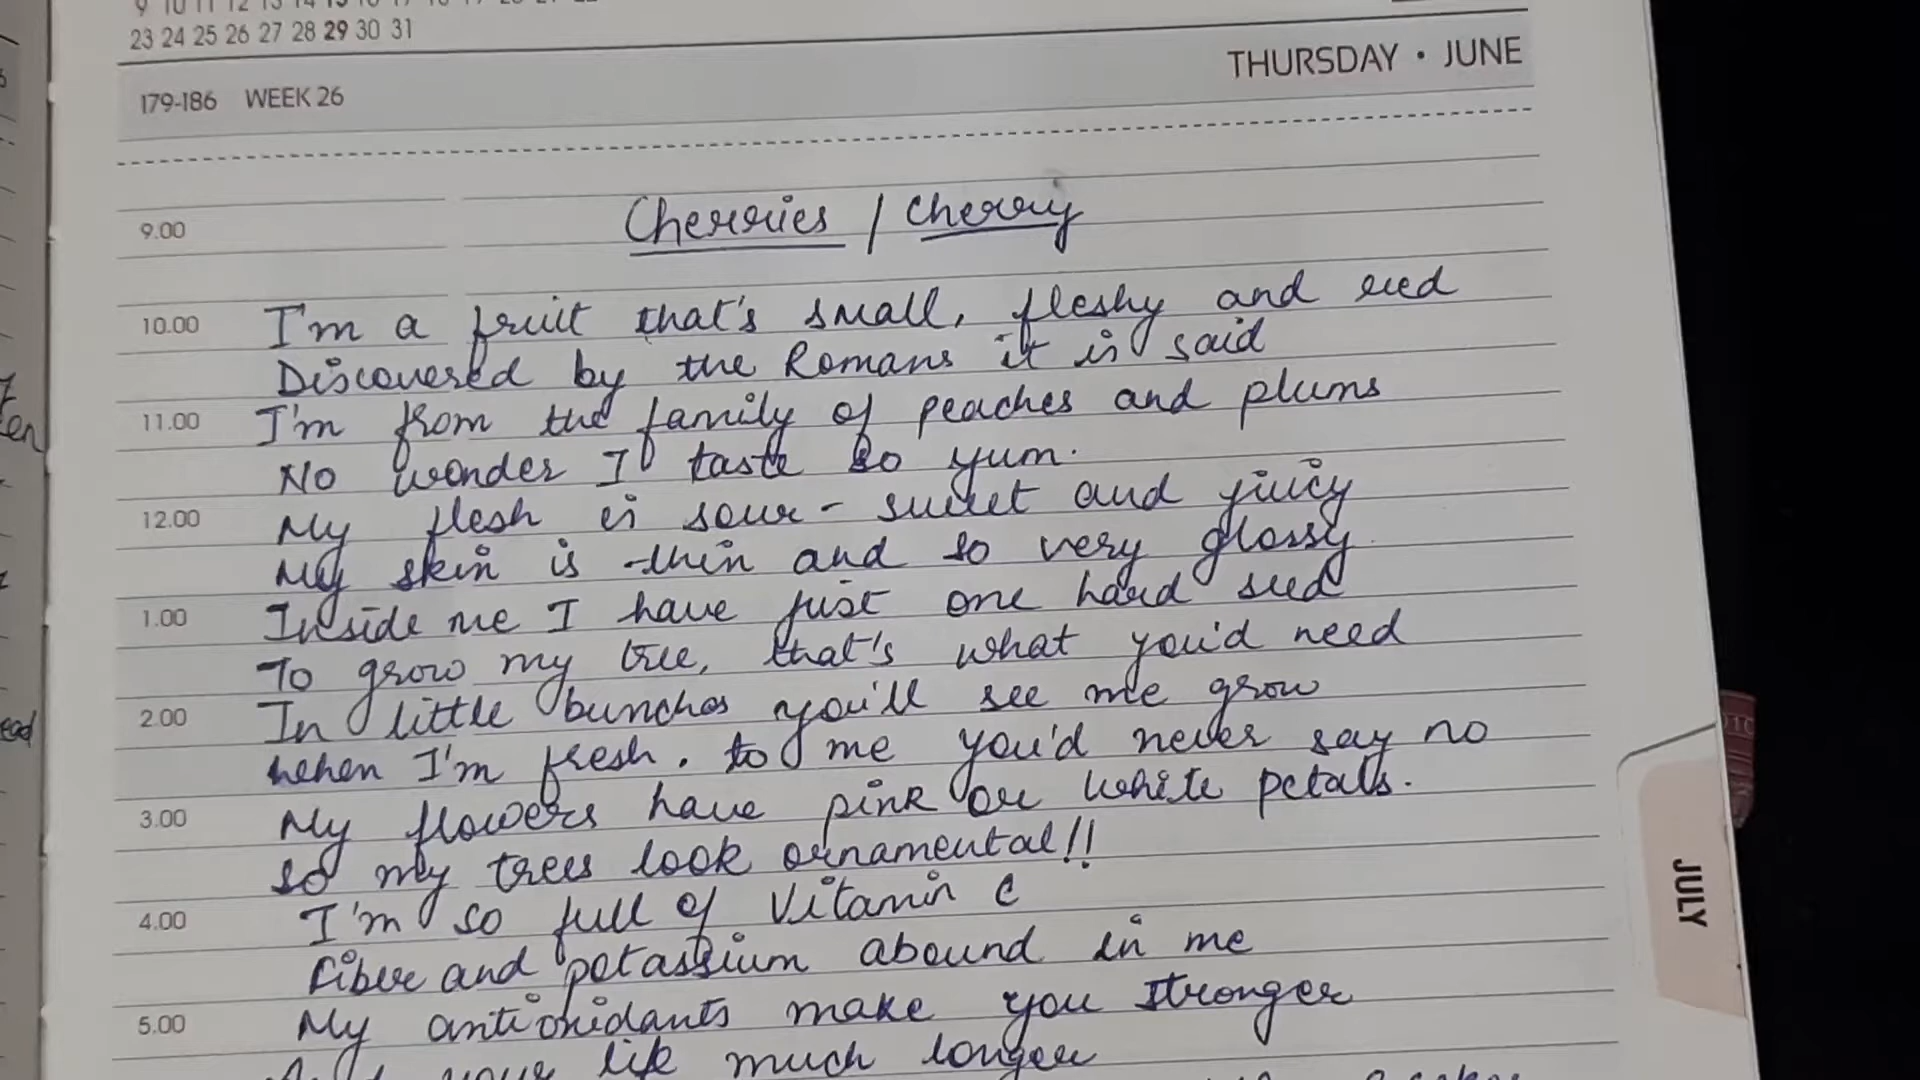 23 24 25 26 27 28 29 30 31
THURSDAY • JUNE
179-186 WEEK 26
9.00 Cherries / Cherry
10.00 I'm a fruit that's small, fleshy and red
Discovered by the Romans it is said
11.00 I'm from the family of peaches and plums
No wonder I taste so yum.
12.00 My flesh is sour - sweet and juicy
My skin is thin and so very glossy.
1.00 Inside me I have just one hard seed
To grow my tree, that's what you'd need
2.00 In little bunches you'll see me grow
when I'm fresh. to me you'd never say no
3.00 My flowers have pink or white petals.
so my trees look ornamental!!
4.00 I'm so full of Vitamin C
Fiber and potassium abound in me
5.00 My antioxidants make you stronger
your life much longer
JULY